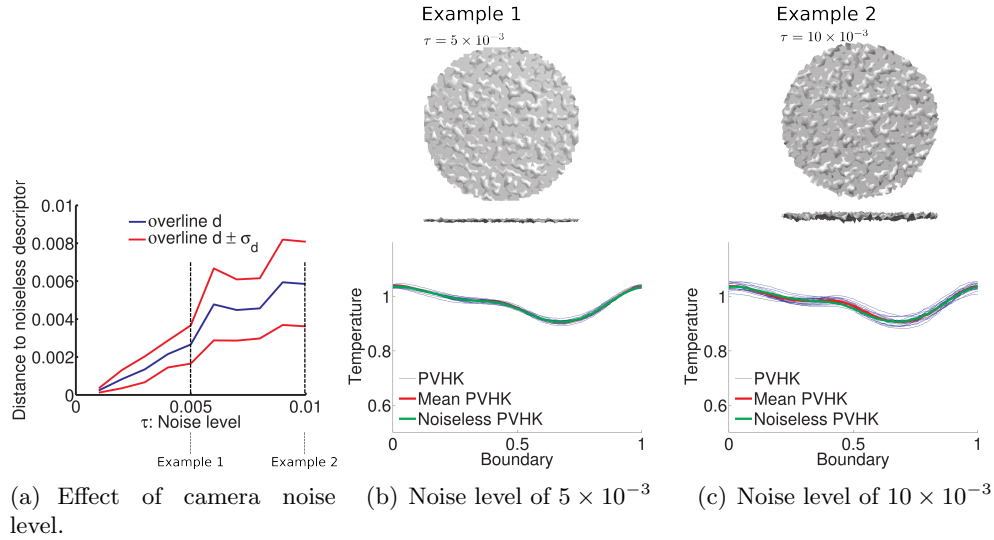 Example 1
τ = 5 × 10⁻³
Example 2
τ = 10 × 10⁻³
Distance to noiseless descriptor
0.01
0.008
0.006
0.004
0.002
0
overline d
overline d ± σ_d
0
0.005
0.01
τ: Noise level
Example 1
Example 2
Temperature
1
0.8
0.6
PVHK
Mean PVHK
Noiseless PVHK
0
0.5
1
Boundary
Temperature
1
0.8
0.6
PVHK
Mean PVHK
Noiseless PVHK
0
0.5
1
Boundary
(a) Effect of camera noise
level.
(b) Noise level of 5 × 10⁻³
(c) Noise level of 10 × 10⁻³